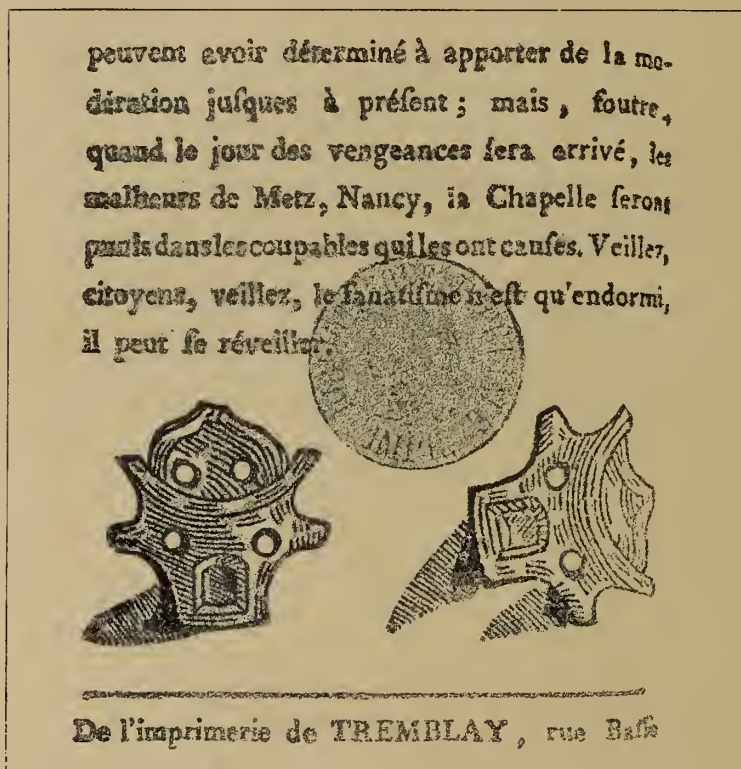 peuvent avoir déterminé à apporter de la mo-
dération juſques à préſent ; mais, foutre,
quand le jour des vengeances ſera arrivé, les
malheurs de Metz, Nancy, la Chapelle ſeront
punis dans les coupables qui les ont cauſés. Veillez,
citoyens, veillez, le fanatiſme n'eſt qu'endormi,
il peut ſe réveiller.
De l'imprimerie de TREMBLAY, rue Baſſe